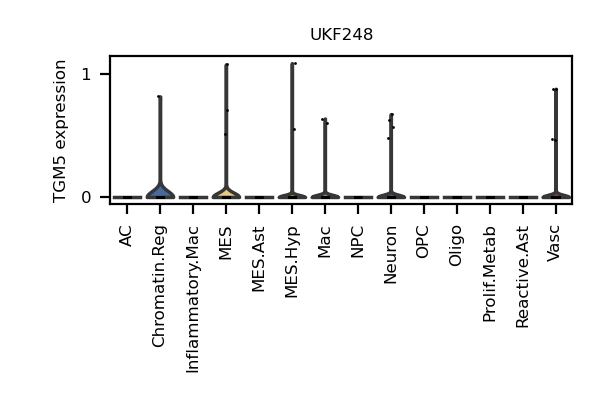 UKF248
TGM5 expression
1
0
AC
Chromatin.Reg
Inflammatory.Mac
MES
MES.Ast
MES.Hyp
Mac
NPC
Neuron
OPC
Oligo
Prolif.Metab
Reactive.Ast
Vasc